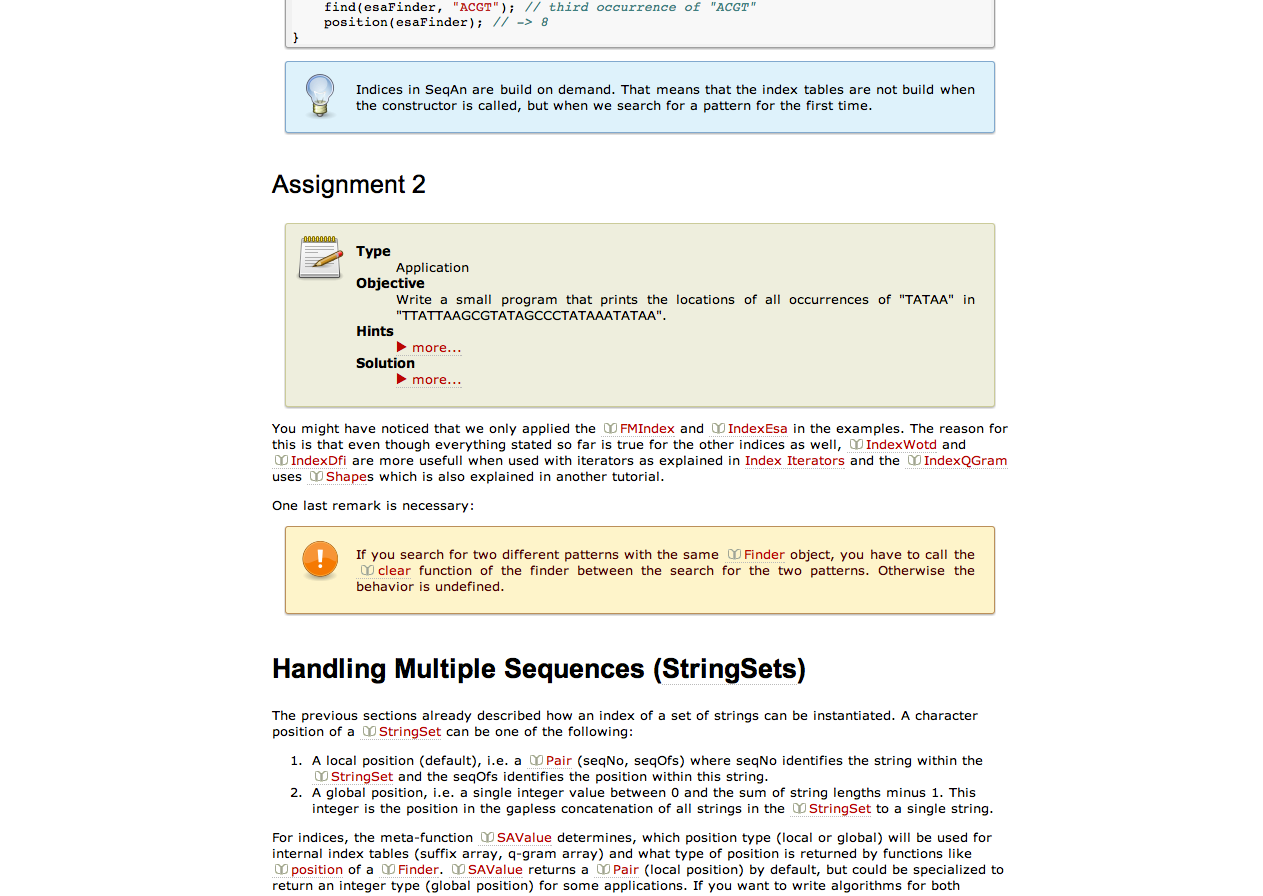 find(esaFinder, "ACGT"); // third occurrence of "ACGT"
position(esaFinder); // -> 8
}
Indices in SeqAn are build on demand. That means that the index tables are not build when
the constructor is called, but when we search for a pattern for the first time.
Assignment 2
Type
Application
Objective
Write a small program that prints the locations of all occurrences of "TATAA" in
"TTATTAAGCGTATAGCCCTATAAATATAA".
Hints
more...
Solution
more...
You might have noticed that we only applied the FMIndex and IndexEsa in the examples. The reason for
this is that even though everything stated so far is true for the other indices as well, IndexWotd and
IndexDfi are more usefull when used with iterators as explained in Index Iterators and the IndexQGram
uses Shapes which is also explained in another tutorial.
One last remark is necessary:
If you search for two different patterns with the same Finder object, you have to call the
clear function of the finder between the search for the two patterns. Otherwise the
behavior is undefined.
Handling Multiple Sequences (StringSets)
The previous sections already described how an index of a set of strings can be instantiated. A character
position of a StringSet can be one of the following:
1. A local position (default), i.e. a Pair (seqNo, seqOfs) where seqNo identifies the string within the
StringSet and the seqOfs identifies the position within this string.
2. A global position, i.e. a single integer value between 0 and the sum of string lengths minus 1. This
integer is the position in the gapless concatenation of all strings in the StringSet to a single string.
For indices, the meta-function SAValue determines, which position type (local or global) will be used for
internal index tables (suffix array, q-gram array) and what type of position is returned by functions like
position of a Finder. SAValue returns a Pair (local position) by default, but could be specialized to
return an integer type (global position) for some applications. If you want to write algorithms for both